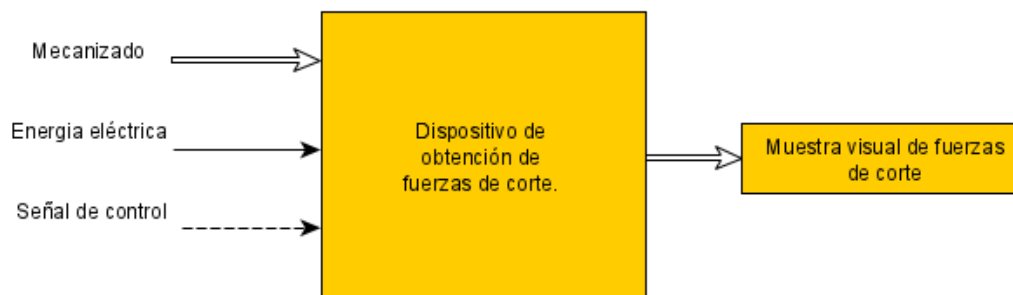 Mecanizado
Energia eléctrica
Señal de control
Dispositivo de
obtención de
fuerzas de corte.
Muestra visual de fuerzas
de corte